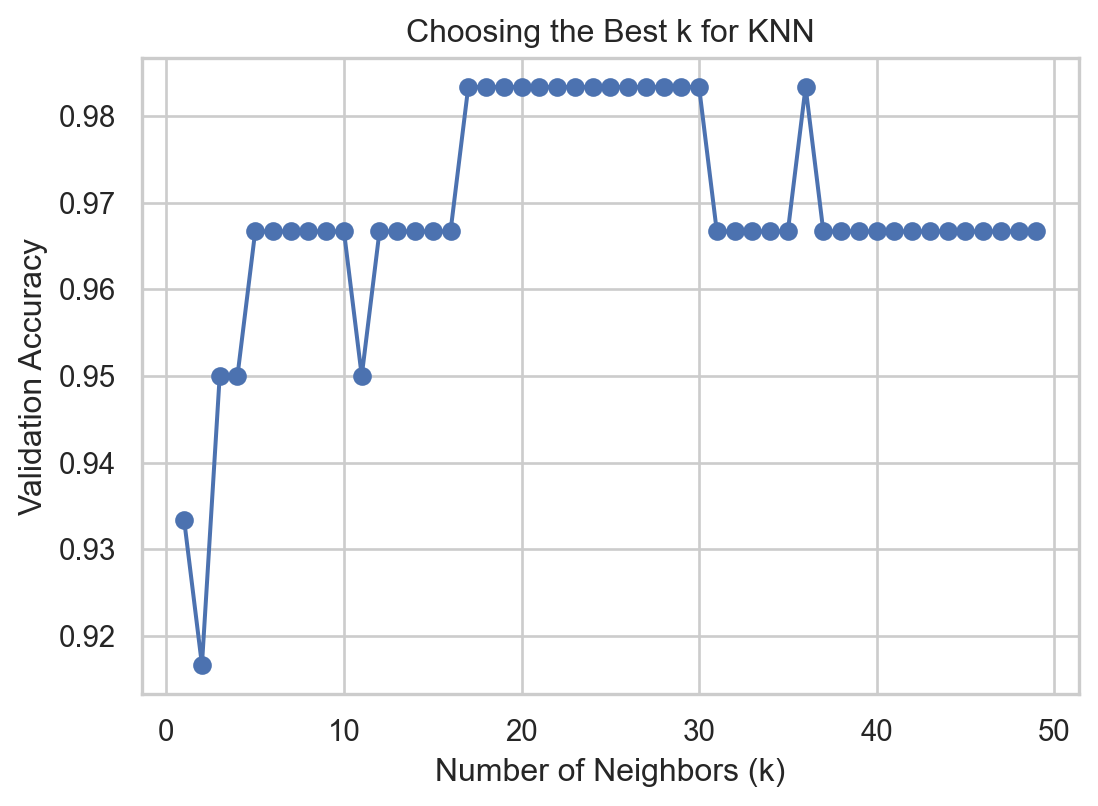 Choosing the Best k for KNN
Validation Accuracy
0.98
0.97
0.96
0.95
0.94
0.93
0.92
0 10 20 30 40 50
Number of Neighbors (k)